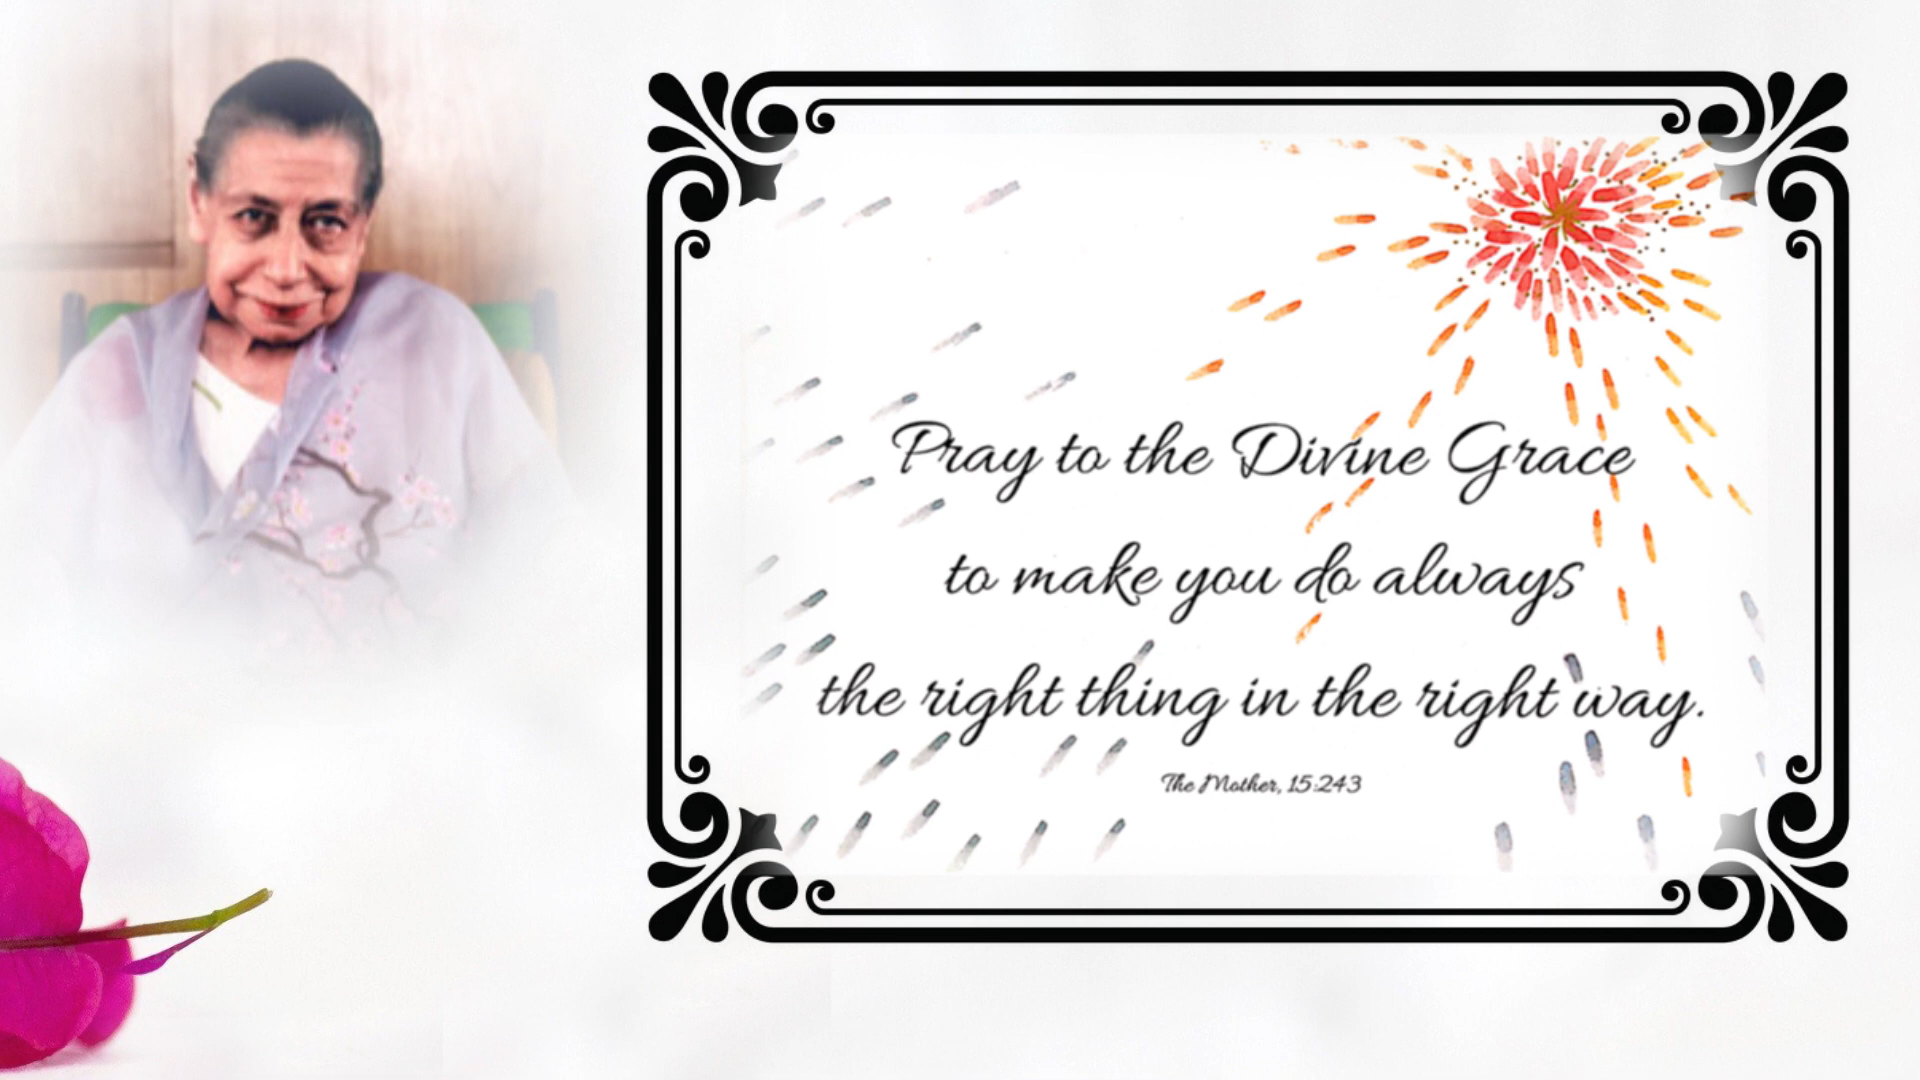 Pray to the Divine Grace
to make you do always
the right thing in the right way.
The Mother, 15:243